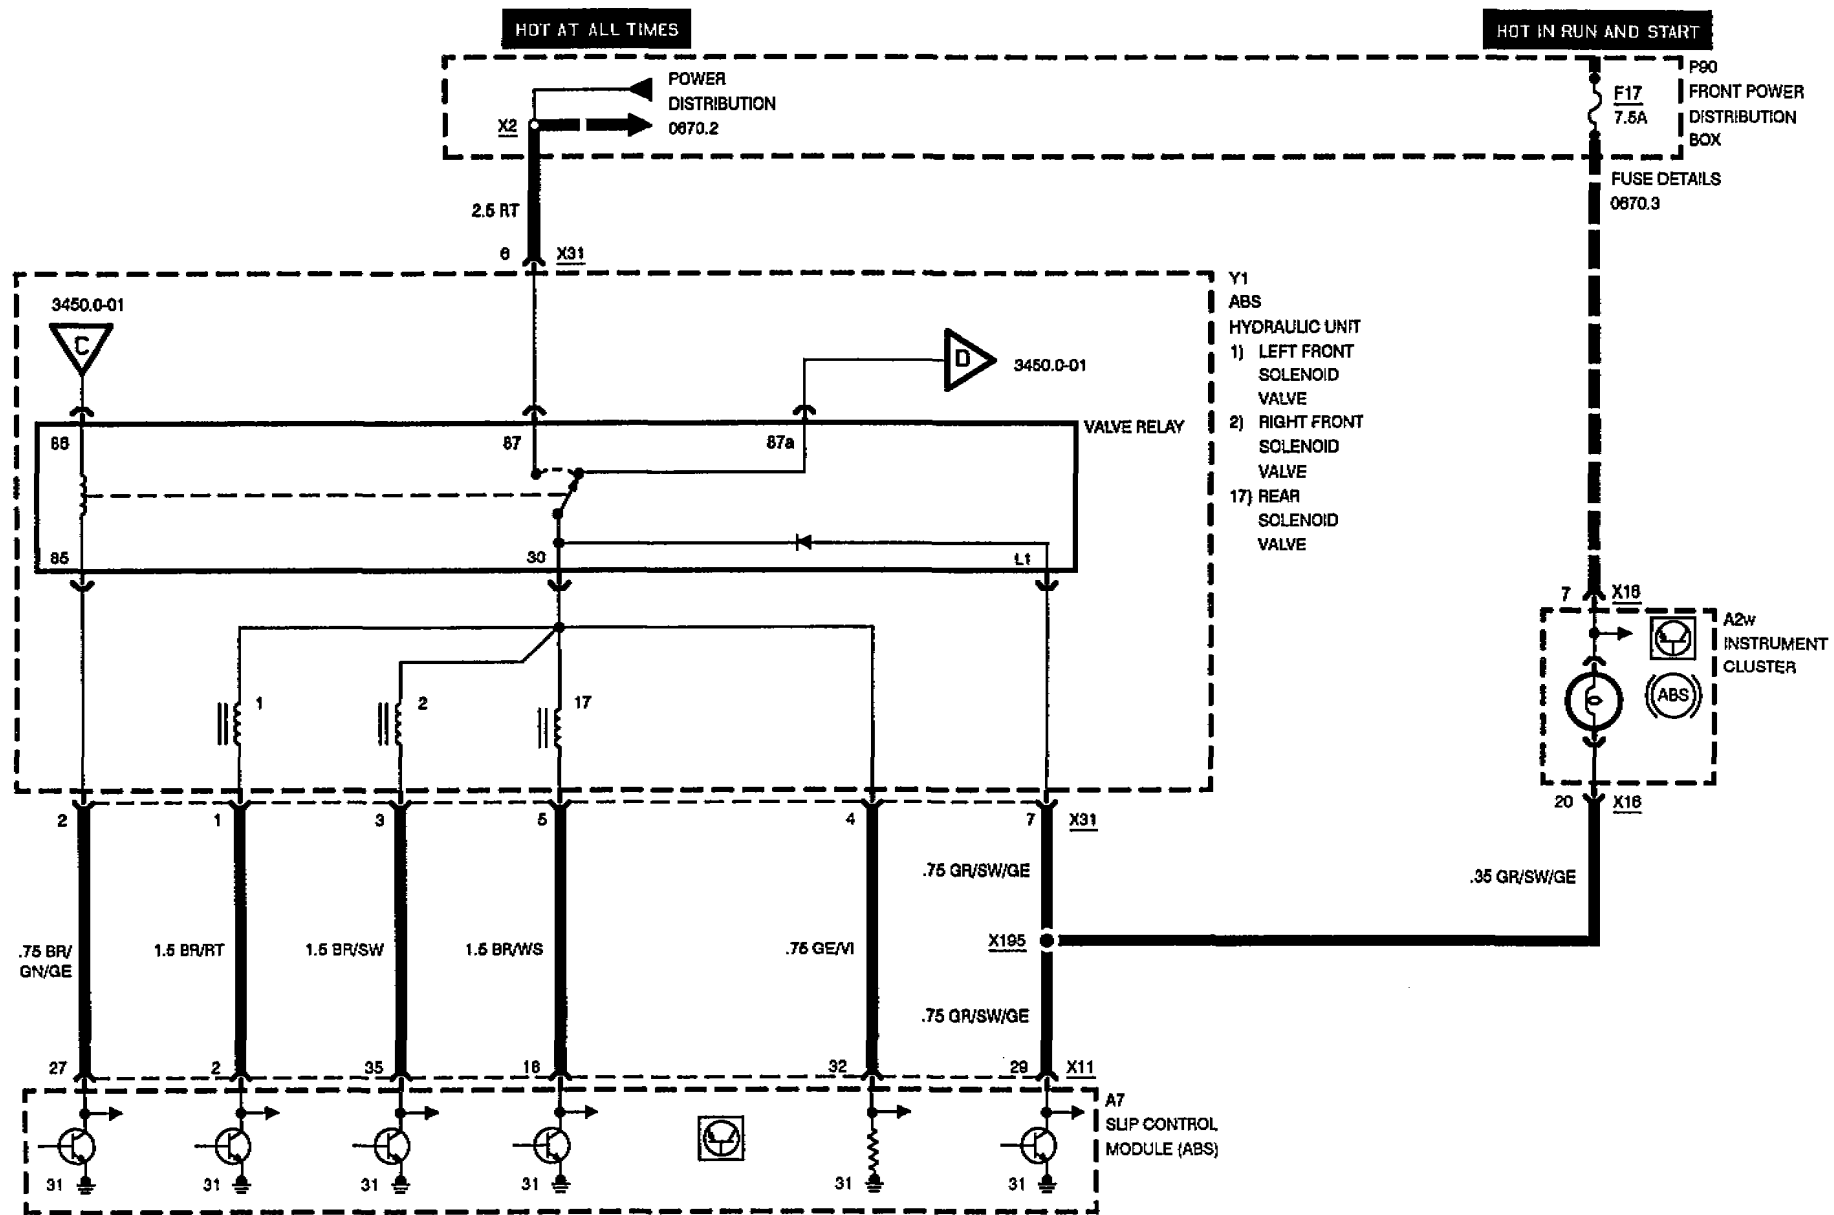 HOT AT ALL TIMES
HOT IN RUN AND START
POWER
DISTRIBUTION
0670.2
X2
F17
7.5A
P90
FRONT POWER
DISTRIBUTION
BOX
FUSE DETAILS
0670.3
2.5 RT
6
X31
3450.0-01
C
D
3450.0-01
Y1
ABS
HYDRAULIC UNIT
1) LEFT FRONT
SOLENOID
VALVE
2) RIGHT FRONT
SOLENOID
VALVE
17) REAR
SOLENOID
VALVE
86
87
87a
VALVE RELAY
85
30
L1
7
X16
A2w
INSTRUMENT
CLUSTER
ABS
1
2
17
20
X16
2
1
3
5
4
7
X31
.75 GR/SW/GE
.35 GR/SW/GE
.75 BR/
GN/GE
1.5 BR/RT
1.5 BR/SW
1.5 BR/WS
.75 GE/VI
X195
.75 GR/SW/GE
27
2
35
18
32
29
X11
A7
SLIP CONTROL
MODULE (ABS)
31
31
31
31
31
31